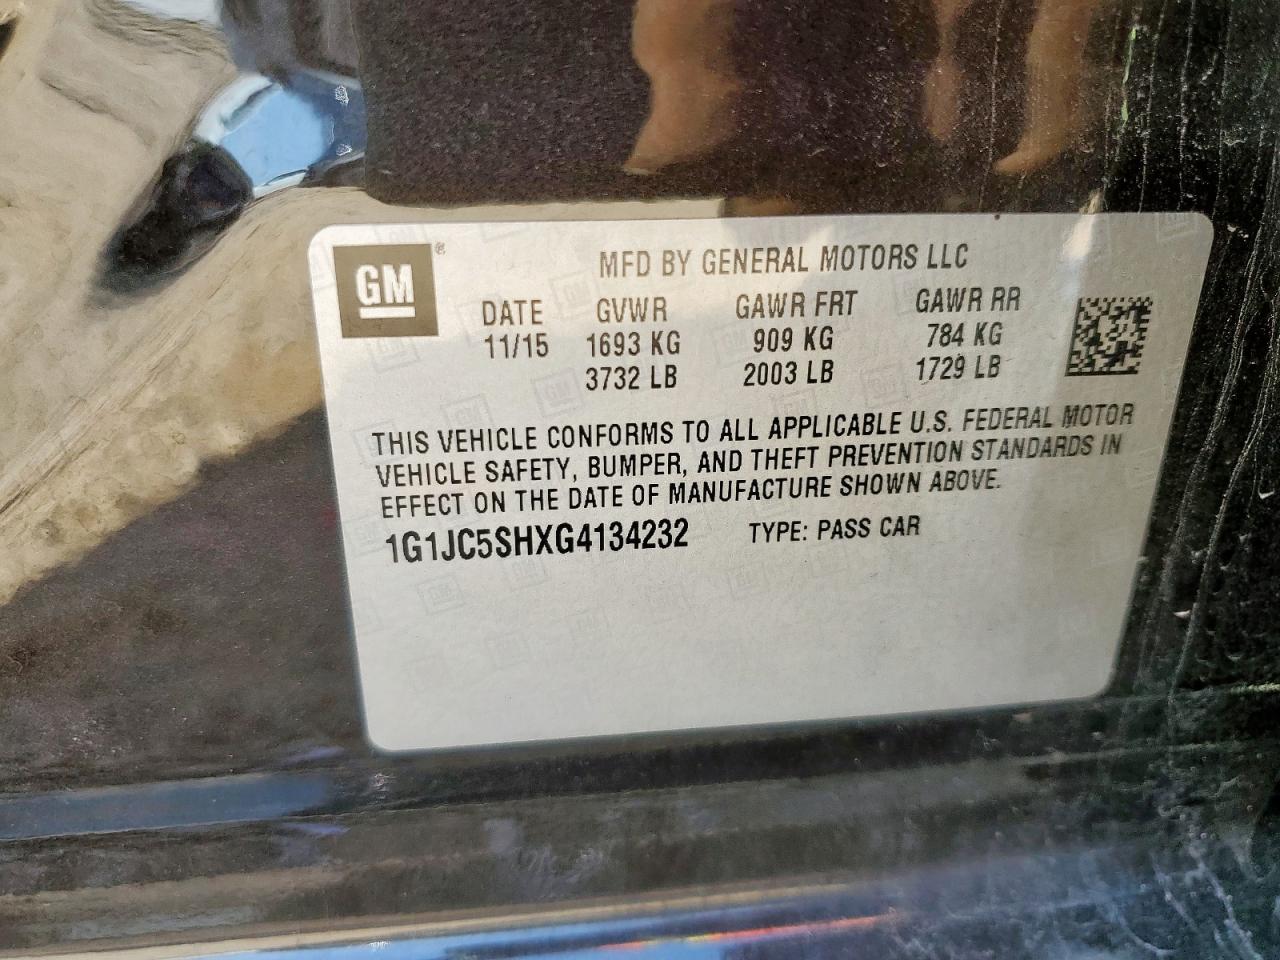 GM®
MFD BY GENERAL MOTORS LLC
DATE GVWR GAWR FRT GAWR RR
11/15 1693 KG 909 KG 784 KG
3732 LB 2003 LB 1729 LB
THIS VEHICLE CONFORMS TO ALL APPLICABLE U.S. FEDERAL MOTOR
VEHICLE SAFETY, BUMPER, AND THEFT PREVENTION STANDARDS IN
EFFECT ON THE DATE OF MANUFACTURE SHOWN ABOVE.
1G1JC5SHXG4134232 TYPE: PASS CAR